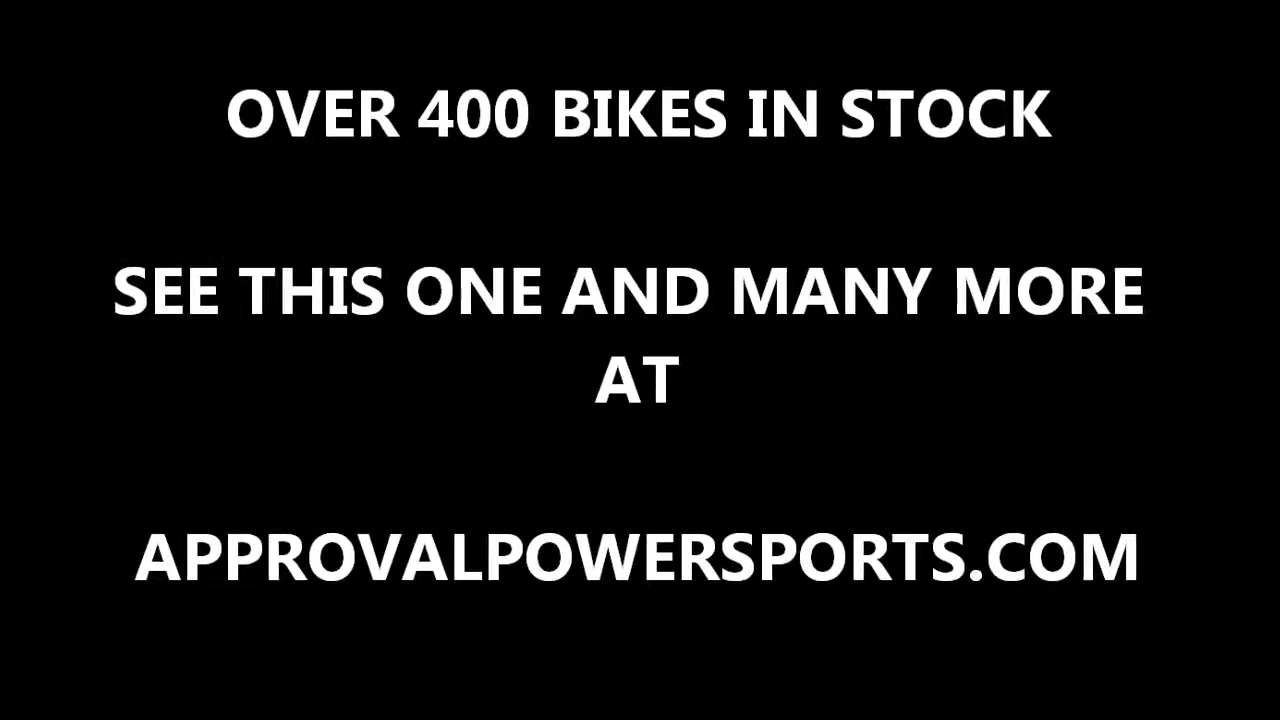 OVER 400 BIKES IN STOCK
SEE THIS ONE AND MANY MORE
AT
APPROVALPOWERSPORTS.COM